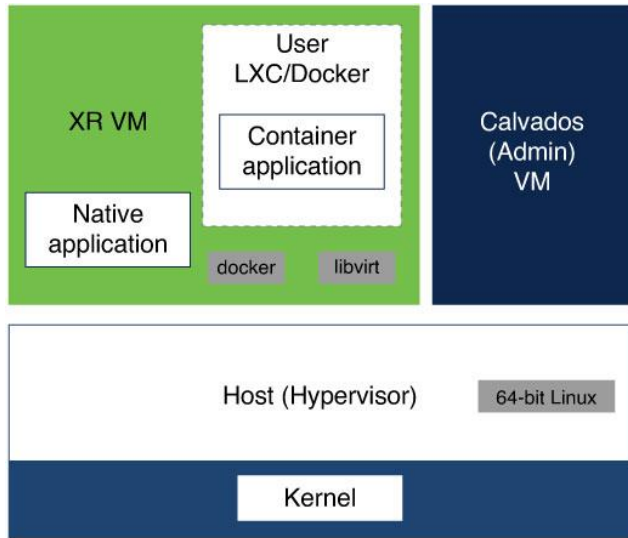 User
LXC/Docker
XR VM
Container
application
Native
application
docker
libvirt
Calvados
(Admin)
VM
Host (Hypervisor)
64-bit Linux
Kernel